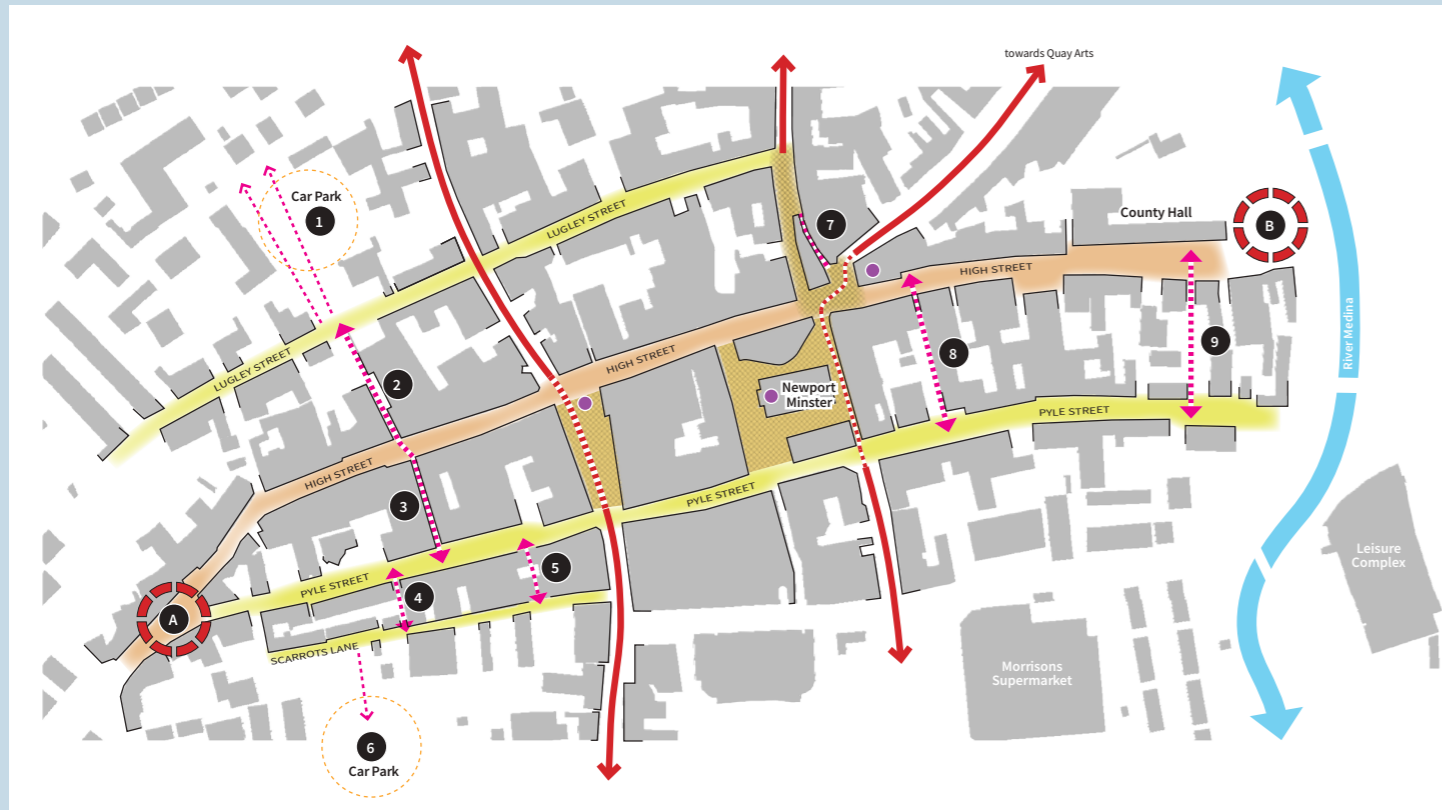 towards Quay Arts
Car Park
1
LUGLEY STREET
7
County Hall
B
HIGH STREET
River Medina
LUGLEY STREET
2
HIGH STREET
8
9
Newport
Minster
PYLE STREET
HIGH STREET
3
PYLE STREET
5
Leisure
Complex
PYLE STREET
4
A
SCARROTS LANE
Morrisons
Supermarket
6
Car Park